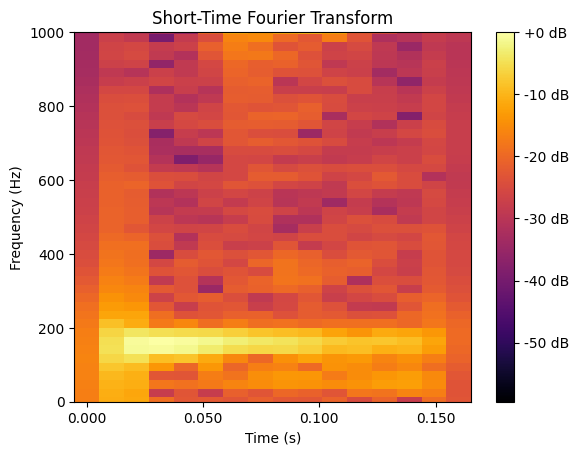 Short-Time Fourier Transform
1000
800
600
400
200
0
Frequency (Hz)
0.000
0.050
0.100
0.150
Time (s)
+0 dB
-10 dB
-20 dB
-30 dB
-40 dB
-50 dB